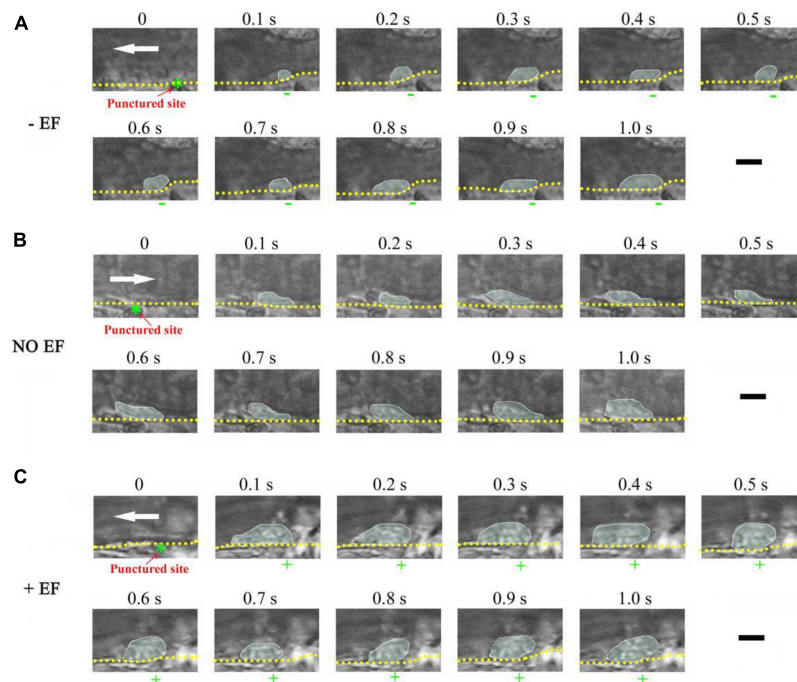 A
0 0.1 s 0.2 s 0.3 s 0.4 s 0.5 s
Punctured site
- - - - -
- EF
0.6 s 0.7 s 0.8 s 0.9 s 1.0 s
- - - - -
B
0 0.1 s 0.2 s 0.3 s 0.4 s 0.5 s
Punctured site
NO EF
0.6 s 0.7 s 0.8 s 0.9 s 1.0 s
C
0 0.1 s 0.2 s 0.3 s 0.4 s 0.5 s
Punctured site
+ + + + +
+ EF
0.6 s 0.7 s 0.8 s 0.9 s 1.0 s
+ + + + +